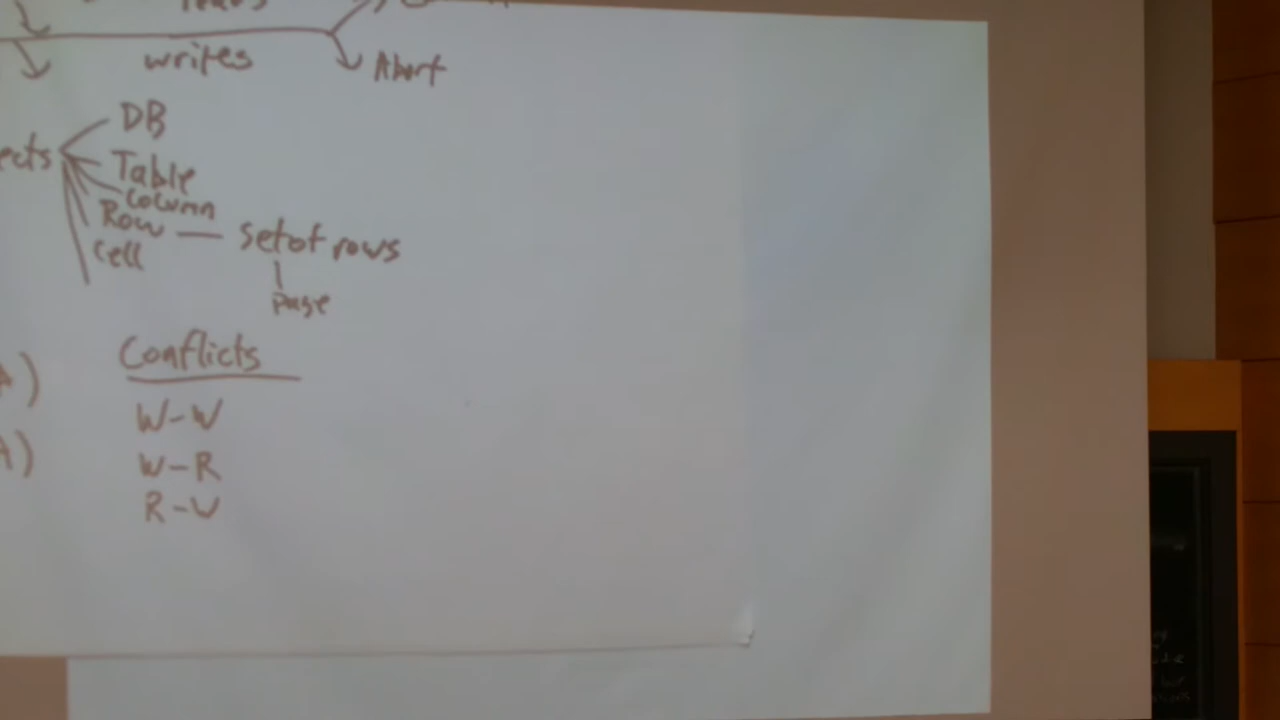 writes
Abort
DB
ects
Table
Column
Row — set of rows
Cell
page
Conflicts
A)
W-W
A)
W-R
R-W